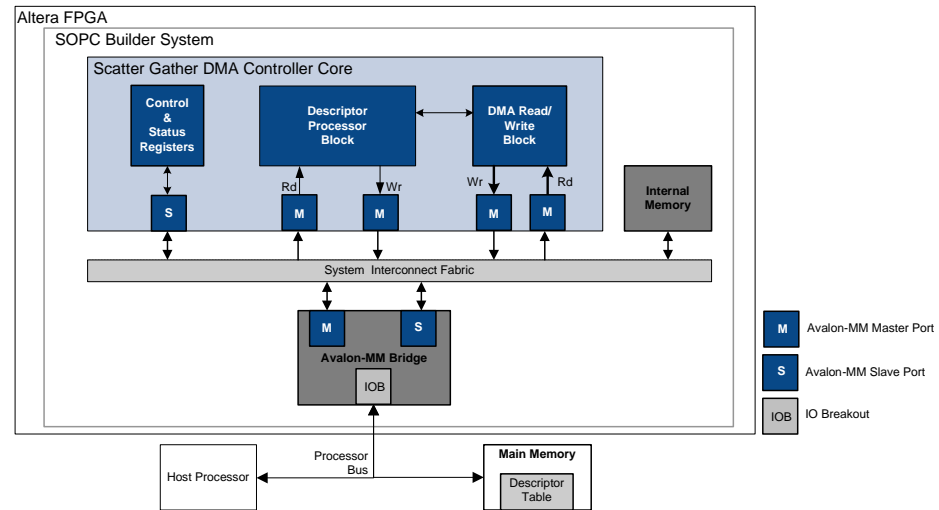 Altera FPGA
SOPC Builder System
Scatter Gather DMA Controller Core
Control
&
Status
Registers
Descriptor
Processor
Block
DMA Read/
Write
Block
Rd
Wr
Wr
Rd
Internal
Memory
S
M
M
M
M
System Interconnect Fabric
M
S
Avalon-MM Bridge
IOB
M
Avalon-MM Master Port
S
Avalon-MM Slave Port
IOB
IO Breakout
Host Processor
Processor
Bus
Main Memory
Descriptor
Table